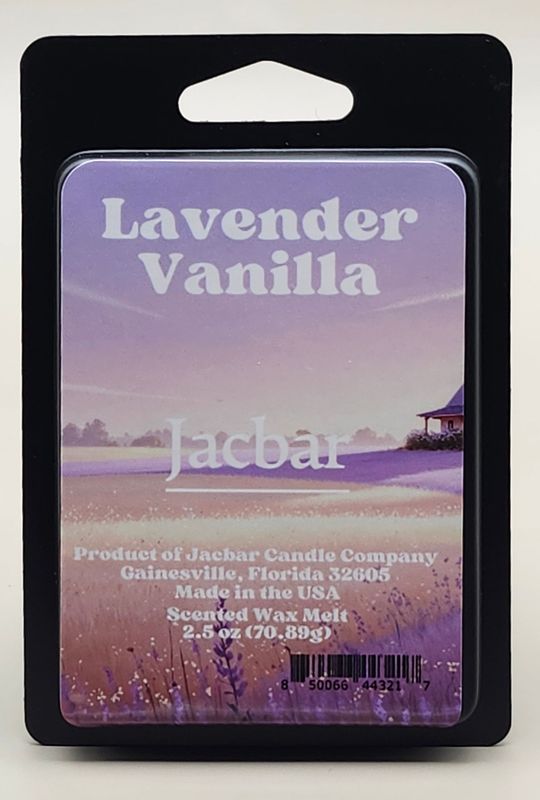 Lavender
Vanilla
Jacbar
Product of Jacbar Candle Company
Gainesville, Florida 32605
Made in the USA
Scented Wax Melt
2.5 oz (70.89g)
8 50066 44321 7